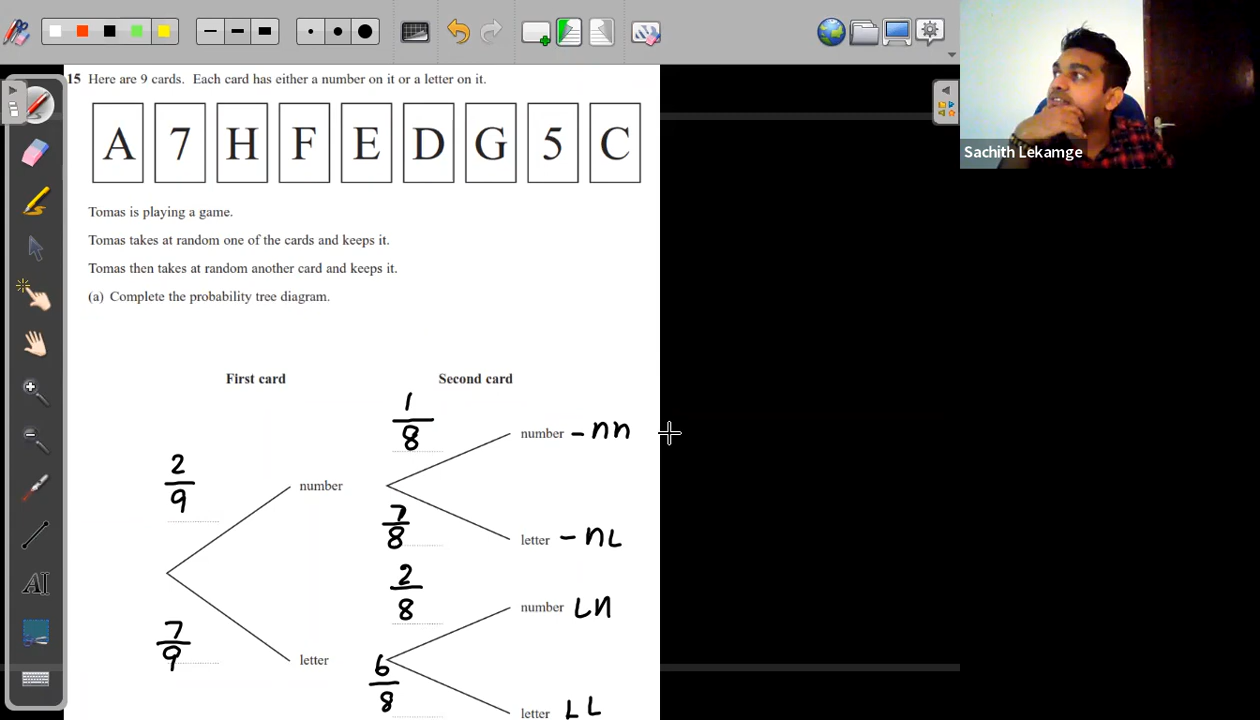 15 Here are 9 cards. Each card has either a number on it or a letter on it.
A 7 H F E D G 5 C
Sachith Lekamge
Tomas is playing a game.
Tomas takes at random one of the cards and keeps it.
Tomas then takes at random another card and keeps it.
(a) Complete the probability tree diagram.
First card Second card
1/8
number - nn
2/9
number
7/8
letter - nL
2/8
number Ln
7/9
letter
6/8
letter LL
AI